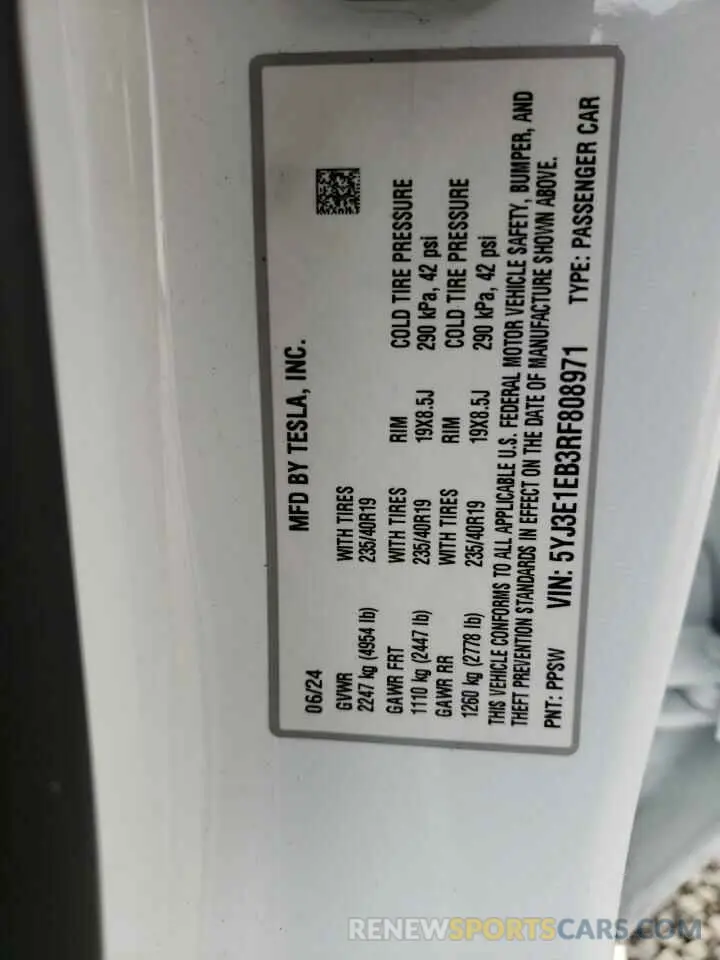 MFD BY TESLA, INC.
06/24
GVWR WITH TIRES
2247 kg (4954 lb) 235/40R19
GAWR FRT WITH TIRES RIM COLD TIRE PRESSURE
1110 kg (2447 lb) 235/40R19 19X8.5J 290 kPa, 42 psi
GAWR RR WITH TIRES RIM COLD TIRE PRESSURE
1260 kg (2778 lb) 235/40R19 19X8.5J 290 kPa, 42 psi
THIS VEHICLE CONFORMS TO ALL APPLICABLE U.S. FEDERAL MOTOR VEHICLE SAFETY, BUMPER, AND
THEFT PREVENTION STANDARDS IN EFFECT ON THE DATE OF MANUFACTURE SHOWN ABOVE.
PNT: PPSW VIN: 5YJ3E1EB3RF808971 TYPE: PASSENGER CAR
RENEWSPORTSCARS.COM